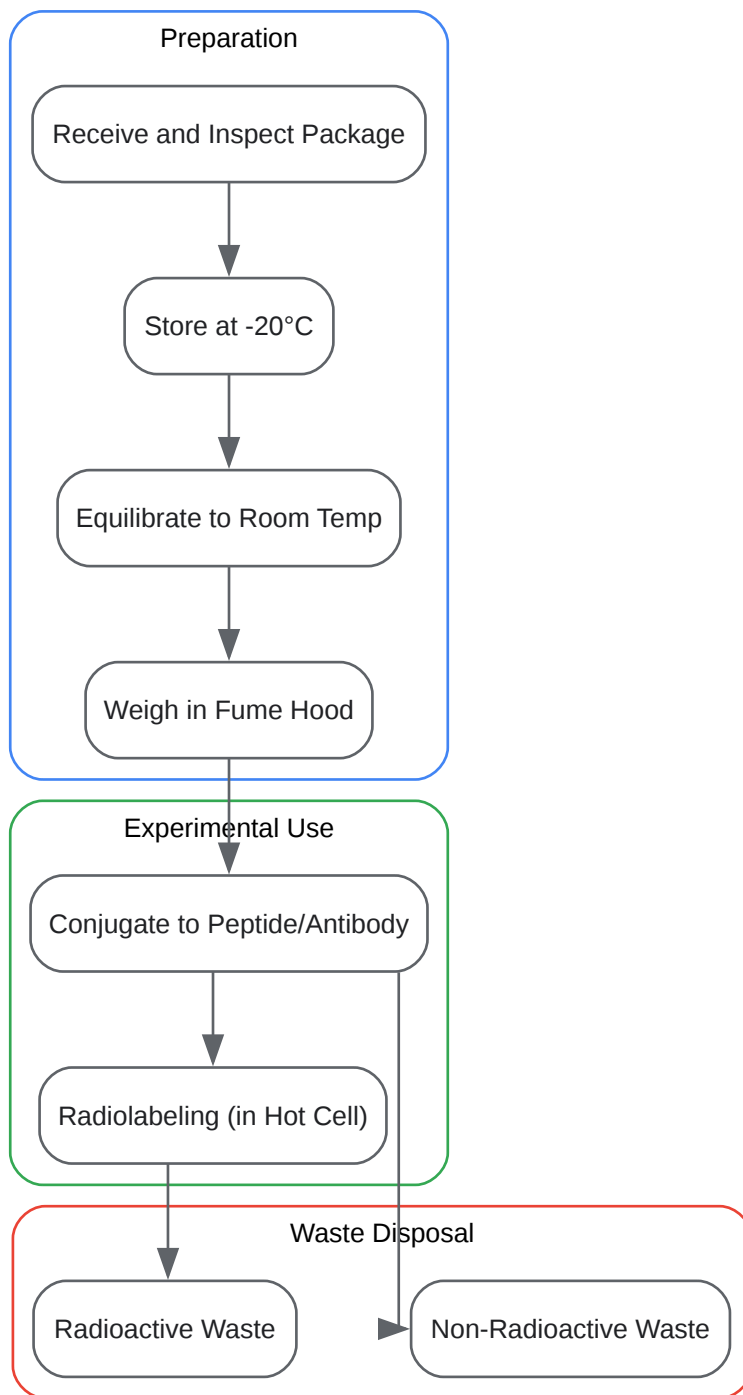 Preparation
Receive and Inspect Package
Store at -20°C
Equilibrate to Room Temp
Weigh in Fume Hood
Experimental Use
Conjugate to Peptide/Antibody
Radiolabeling (in Hot Cell)
Waste Disposal
Radioactive Waste
Non-Radioactive Waste